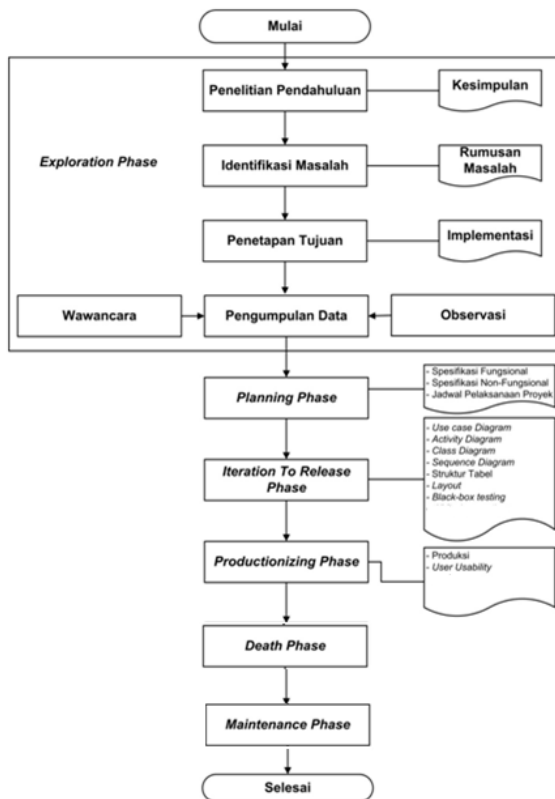 Mulai
Penelitian Pendahuluan
Kesimpulan
Exploration Phase
Identifikasi Masalah
Rumusan
Masalah
Penetapan Tujuan
Implementasi
Wawancara
Pengumpulan Data
Observasi
Planning Phase
- Spesifikasi Fungsional
- Spesifikasi Non-Fungsional
- Jadwal Pelaksanaan Proyek
Iteration To Release
Phase
- Use case Diagram
- Activity Diagram
- Class Diagram
- Sequence Diagram
- Struktur Tabel
- Layout
- Black-box testing
Productionizing Phase
- Produksi
- User Usability
Death Phase
Maintenance Phase
Selesai